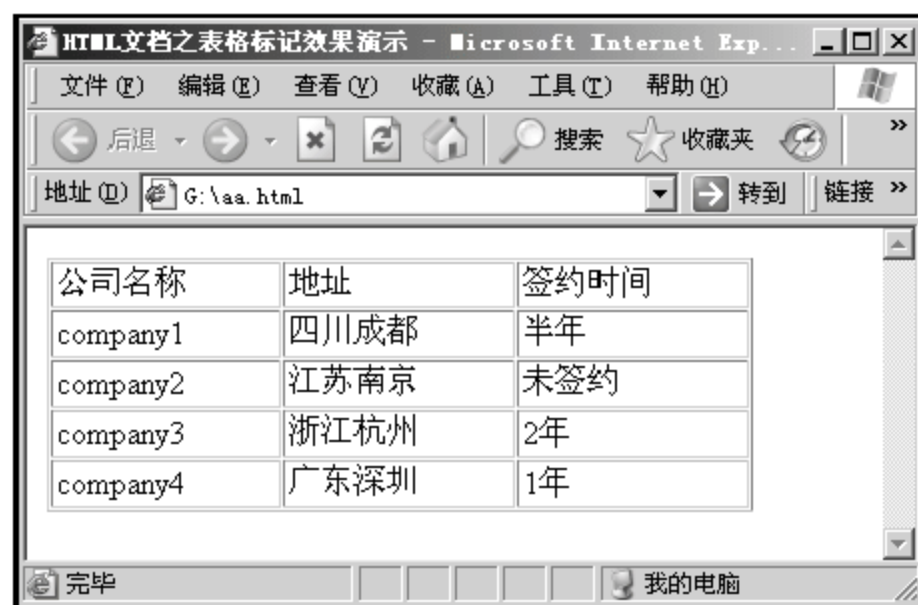 HTML文档之表格标记效果演示 - Microsoft Internet Exp...
文件(F) 编辑(E) 查看(V) 收藏(A) 工具(T) 帮助(H)
后退 搜索 收藏夹 »
地址(D) G:\aa.html 转到 链接 »
公司名称 地址 签约时间
company1 四川成都 半年
company2 江苏南京 未签约
company3 浙江杭州 2年
company4 广东深圳 1年
完毕 我的电脑